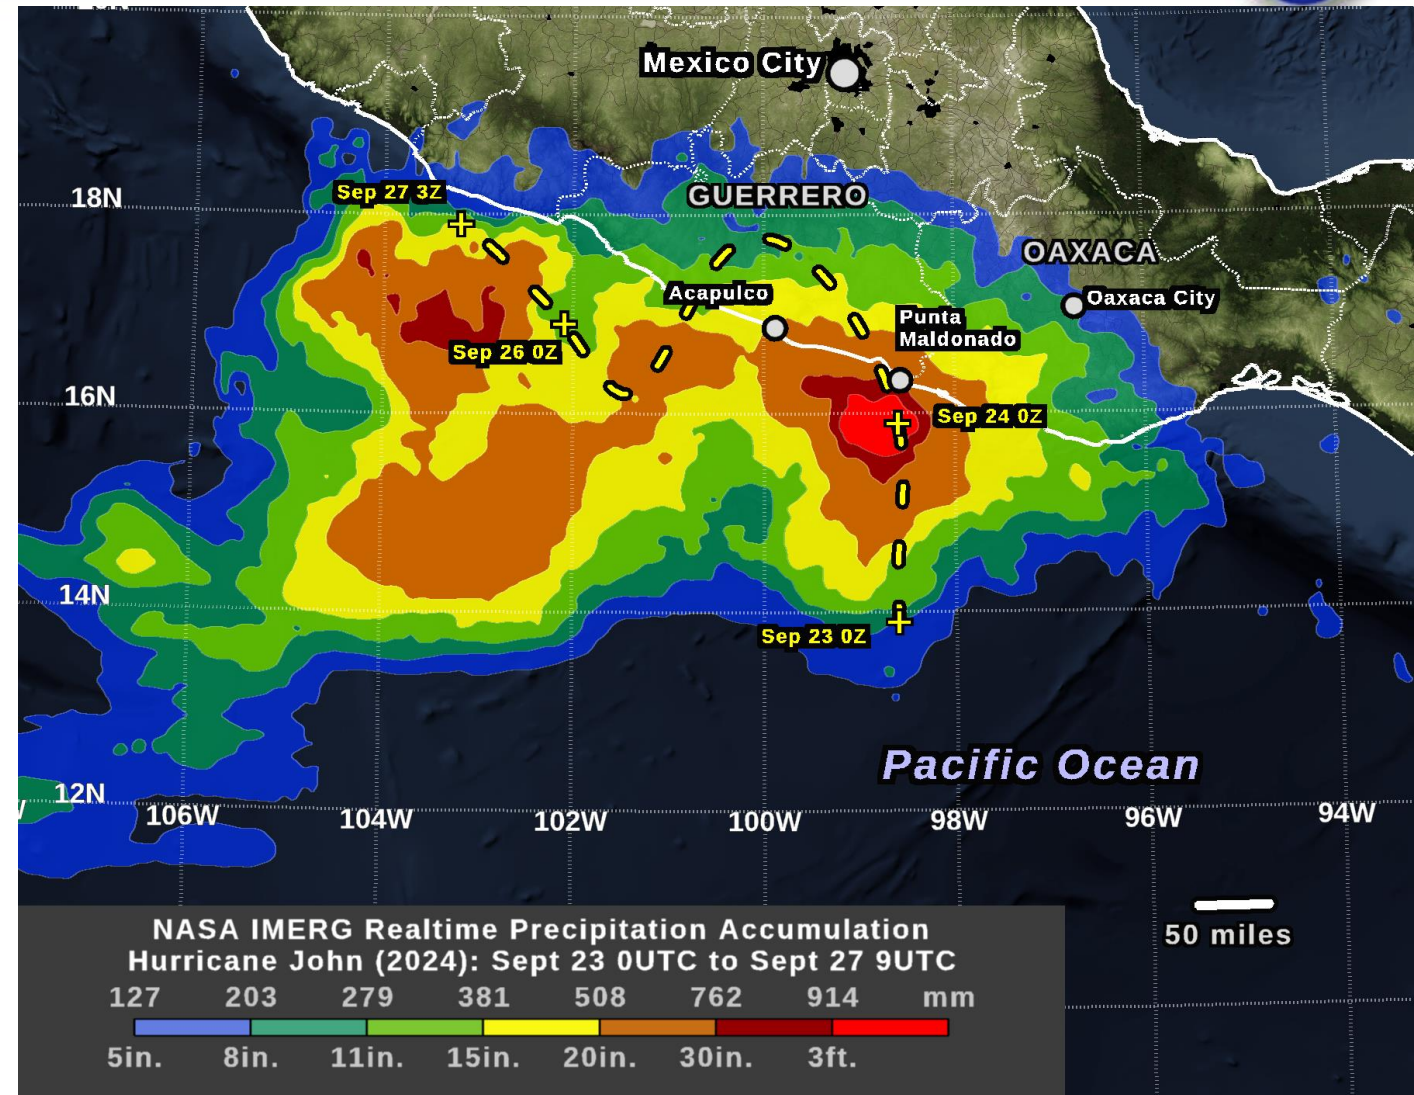 Mexico City
Sep 27 3Z
18N
GUERRERO
OAXACA
Acapulco
Oaxaca City
Punta
Maldonado
Sep 26 0Z
16N
Sep 24 0Z
14N
Sep 23 0Z
Pacific Ocean
12N
106W
104W
102W
100W
98W
96W
94W
50 miles
NASA IMERG Realtime Precipitation Accumulation
Hurricane John (2024): Sept 23 0UTC to Sept 27 9UTC
127 203 279 381 508 762 914 mm
5in. 8in. 11in. 15in. 20in. 30in. 3ft.